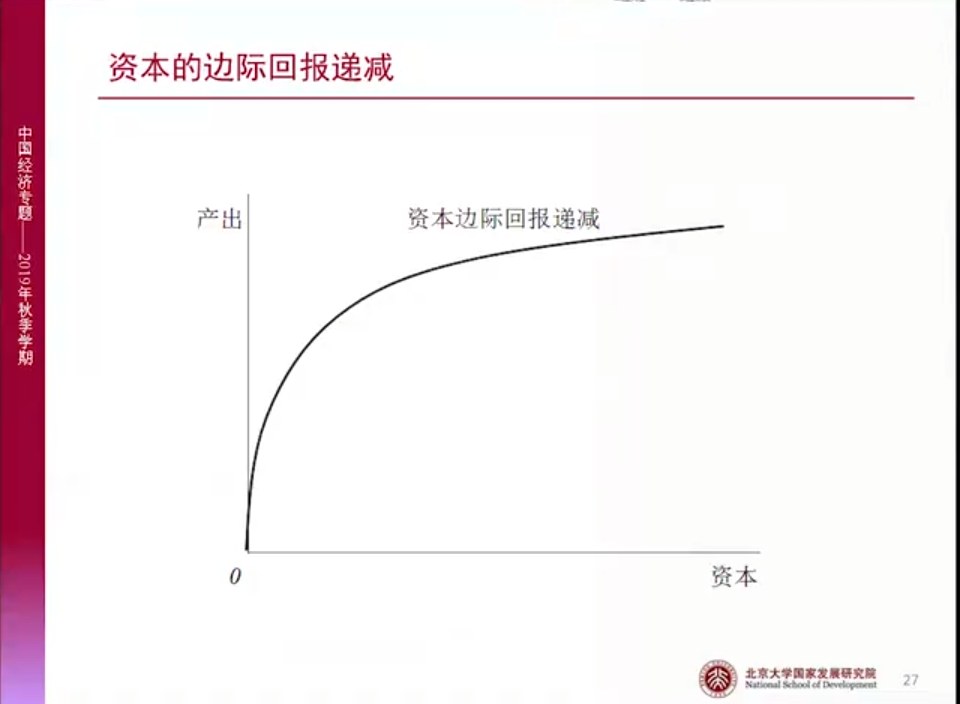 资本的边际回报递减
中国经济专题——2019年秋季学期
产出
资本边际回报递减
0
资本
北京大学国家发展研究院
National School of Development
27